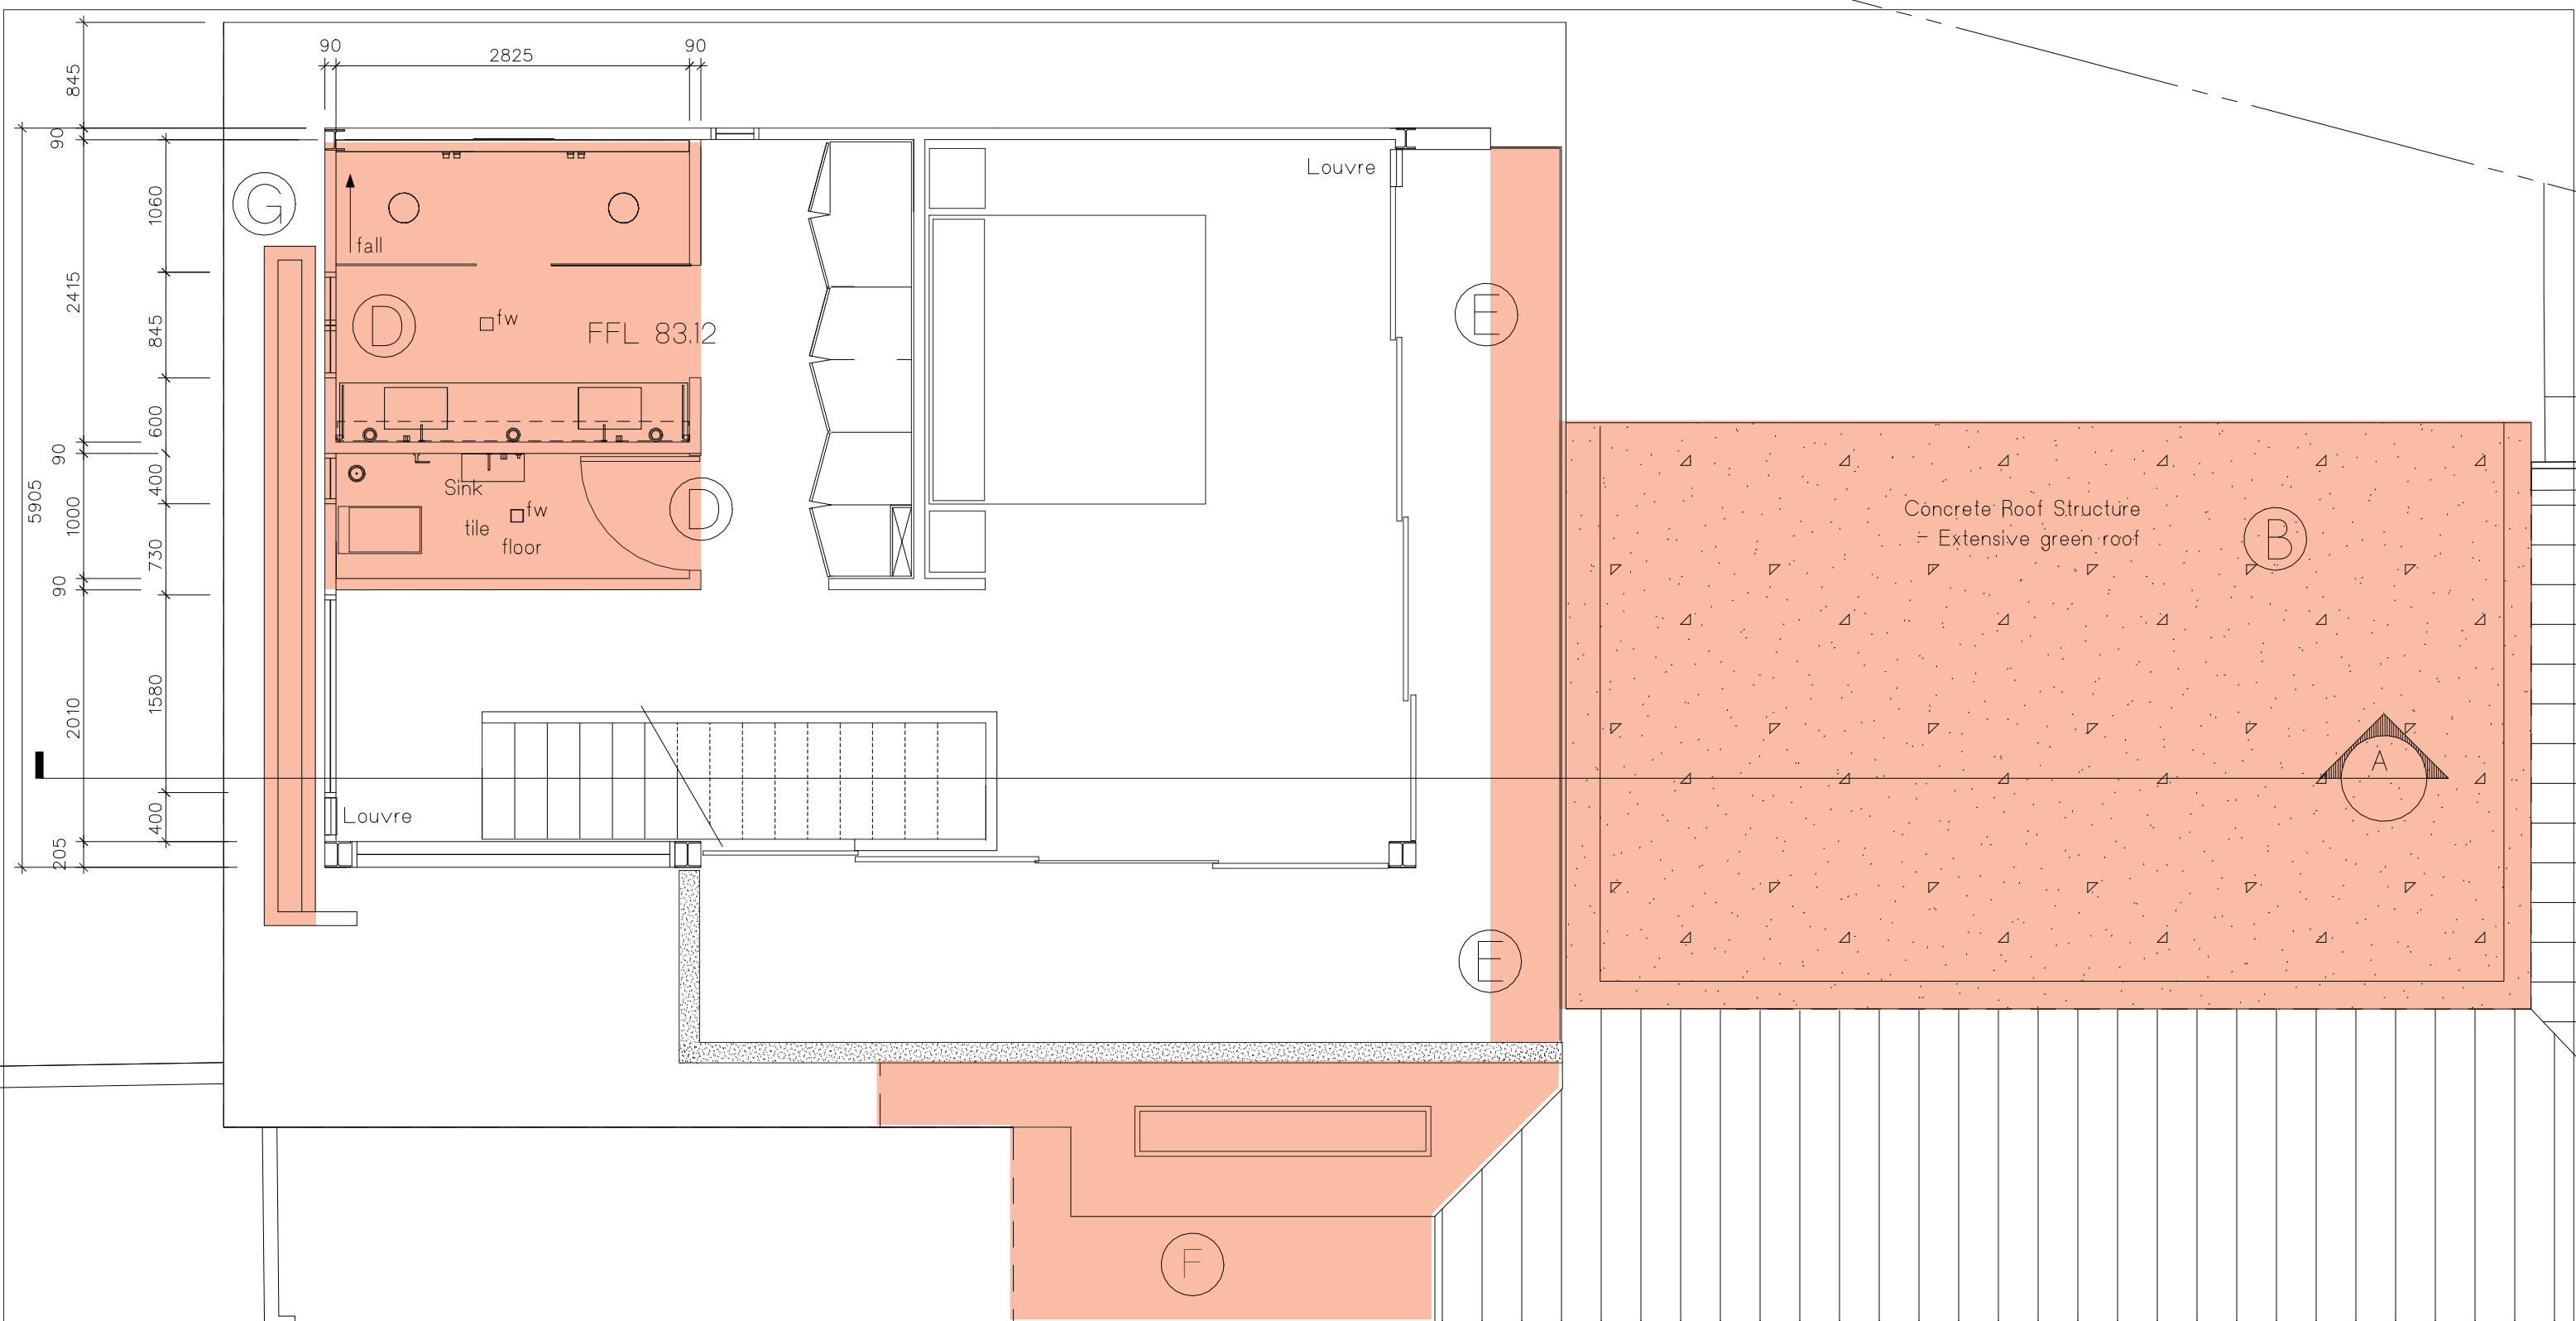 90
2825
90
845
90
1060
2415
845
600
90
400
1000
730
90
5905
1580
2010
400
205
G
fall
D
fw
FFL 83.12
Sink
fw
tile
floor
D
Louvre
Louvre
E
E
Concrete Roof Structure
- Extensive green roof
B
A
F